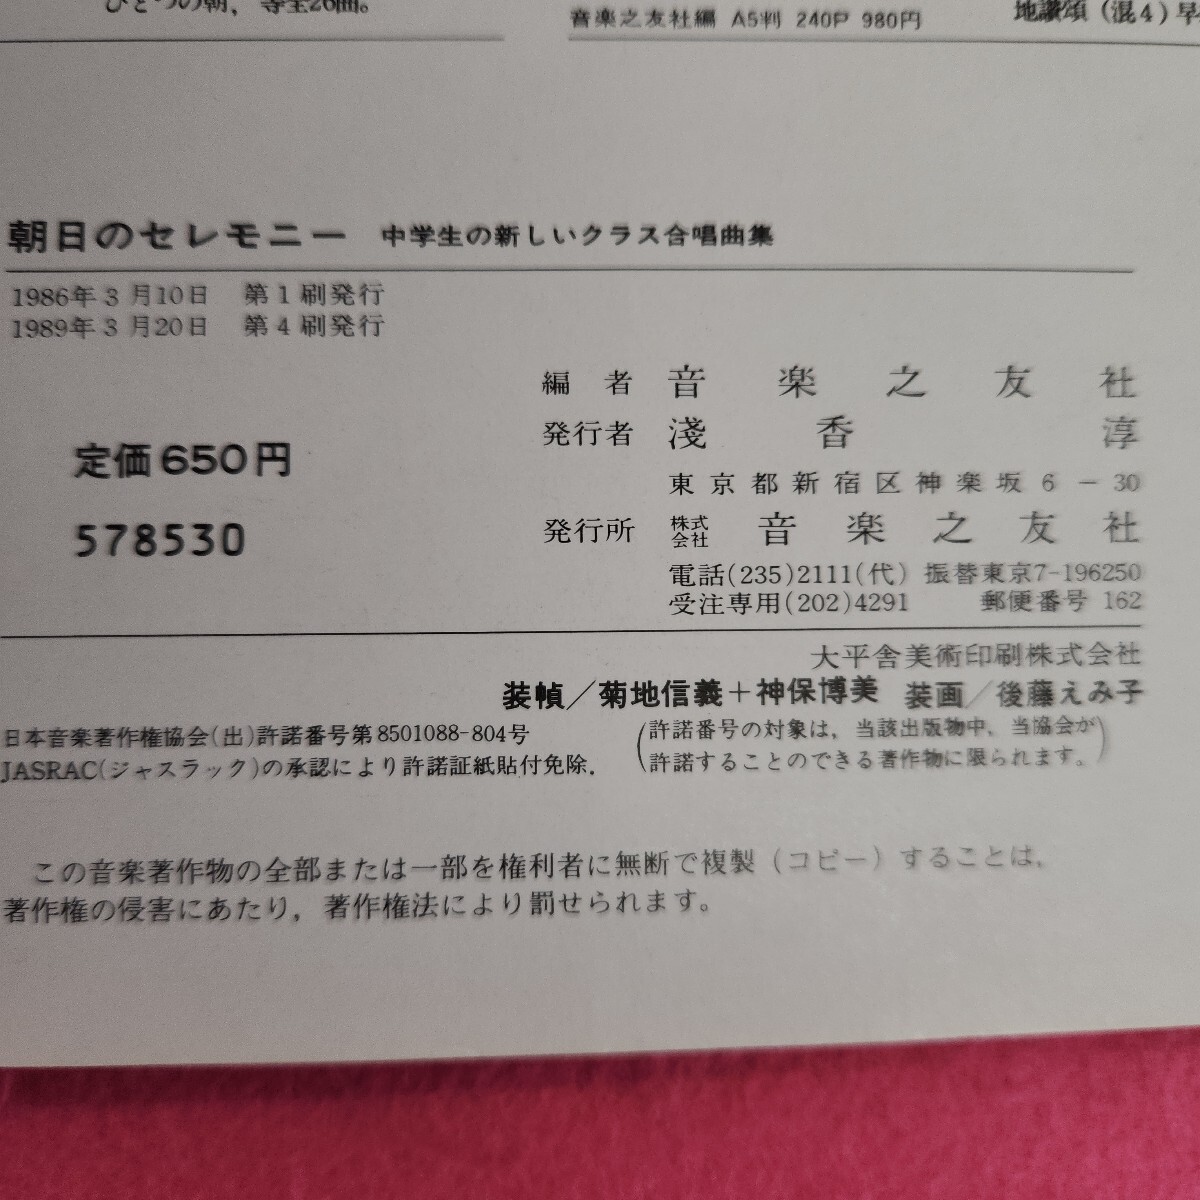 ひとつの朝，等全26曲。
音楽之友社編 A5判 240P 980円
地讃頌（混4）早
朝日のセレモニー 中学生の新しいクラス合唱曲集
1986年3月10日 第1刷発行
1989年3月20日 第4刷発行
編者 音楽之友社
発行者 淺香淳
東京都新宿区神楽坂6－30
発行所 株式会社 音楽之友社
電話(235)2111(代) 振替東京7-196250
受注専用(202)4291 郵便番号 162
定価650円
578530
大平舎美術印刷株式会社
装幀／菊地信義＋神保博美 装画／後藤えみ子
日本音楽著作権協会(出)許諾番号第8501088-804号
JASRAC(ジャスラック)の承認により許諾証紙貼付免除．
（許諾番号の対象は，当該出版物中，当協会が
許諾することのできる著作物に限られます。）
この音楽著作物の全部または一部を権利者に無断で複製（コピー）することは，
著作権の侵害にあたり，著作権法により罰せられます。